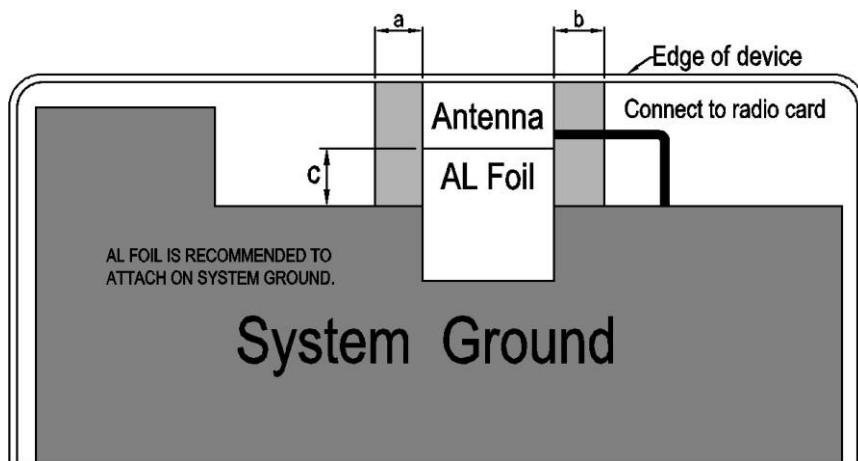 a
b
Edge of device
Antenna
Connect to radio card
C
AL Foil
AL FOIL IS RECOMMENDED TO
ATTACH ON SYSTEM GROUND.
System Ground